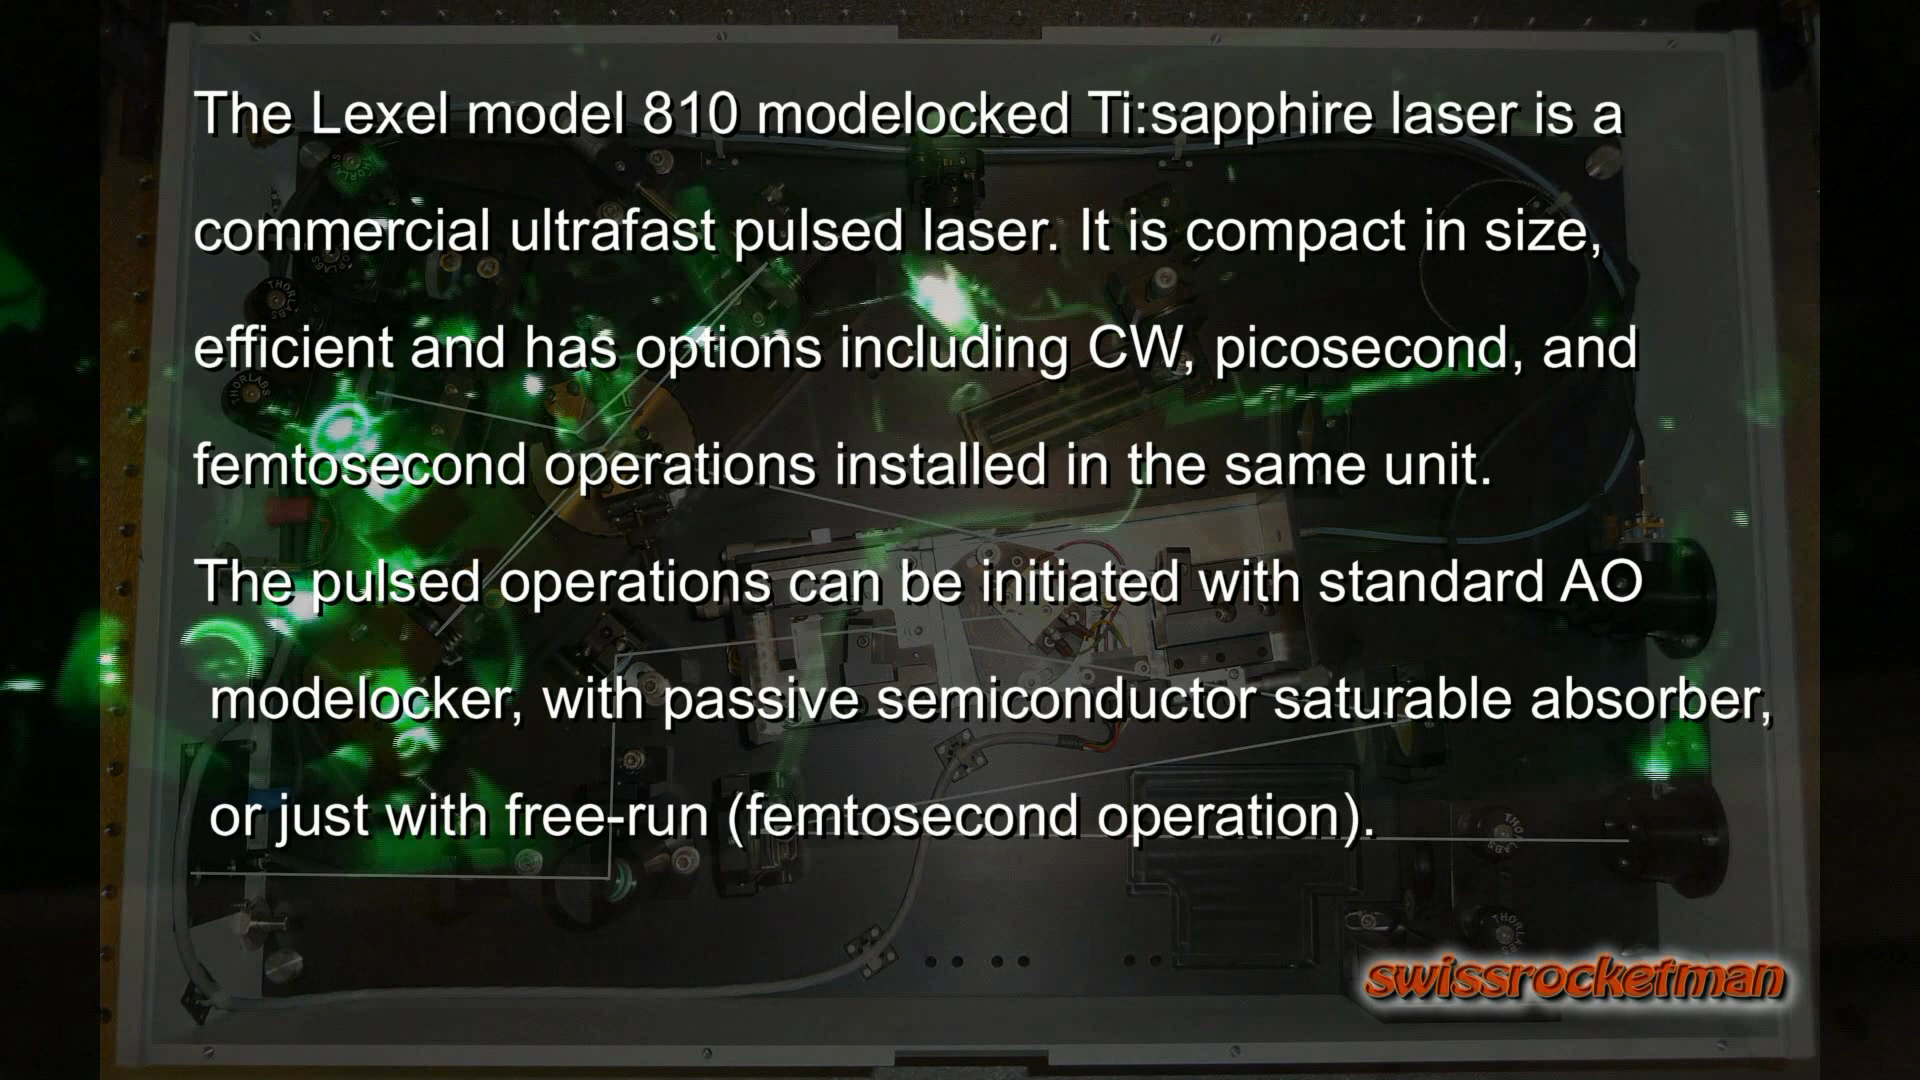 The Lexel model 810 modelocked Ti:sapphire laser is a
commercial ultrafast pulsed laser. It is compact in size,
efficient and has options including CW, picosecond, and
femtosecond operations installed in the same unit.
The pulsed operations can be initiated with standard AO
modelocker, with passive semiconductor saturable absorber,
or just with free-run (femtosecond operation).
swissrocketman